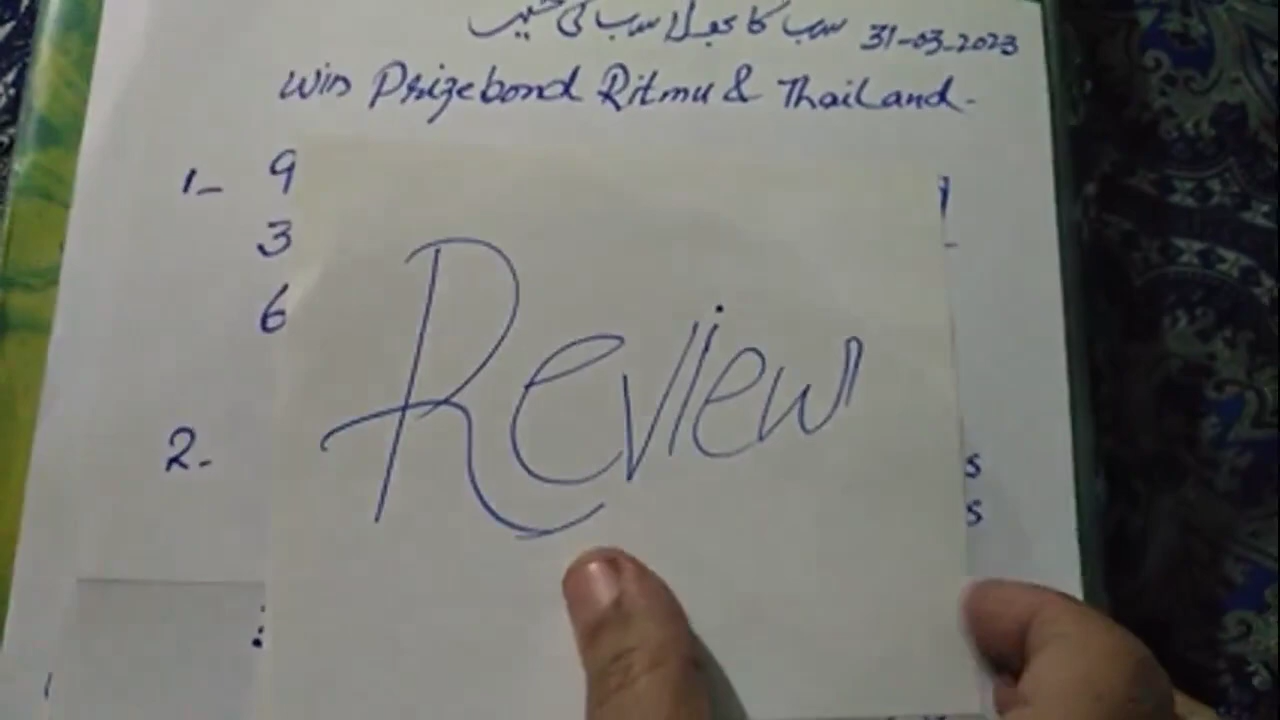 سب کا بھلا سب کی خیر 31-03-2023
Win Prizebond Ritmu & Thailand-
1- 9
3
6
Review
2-
s
s